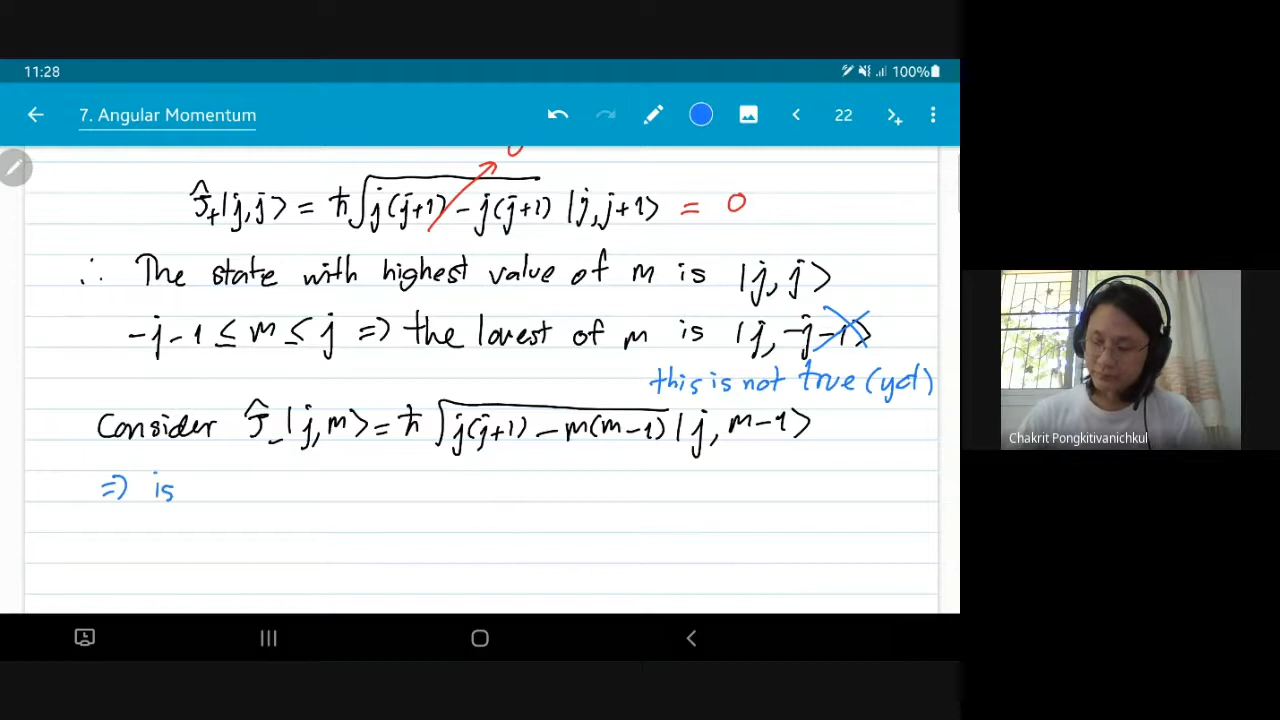 11:28 100%
7. Angular Momentum 22
0
Ĵ₊|j,j⟩ = ħ√(j(j+1) - j(j+1)) |j, j+1⟩ = 0
∴ The state with highest value of m is |j, j⟩
-j-1 ≤ m ≤ j ⇒ the lowest of m is |j, -j-1⟩
this is not true (yet)
Consider Ĵ₋|j,m⟩ = ħ√(j(j+1) - m(m-1)) |j, m-1⟩
⇒ is
Chakrit Pongkitivanichkul